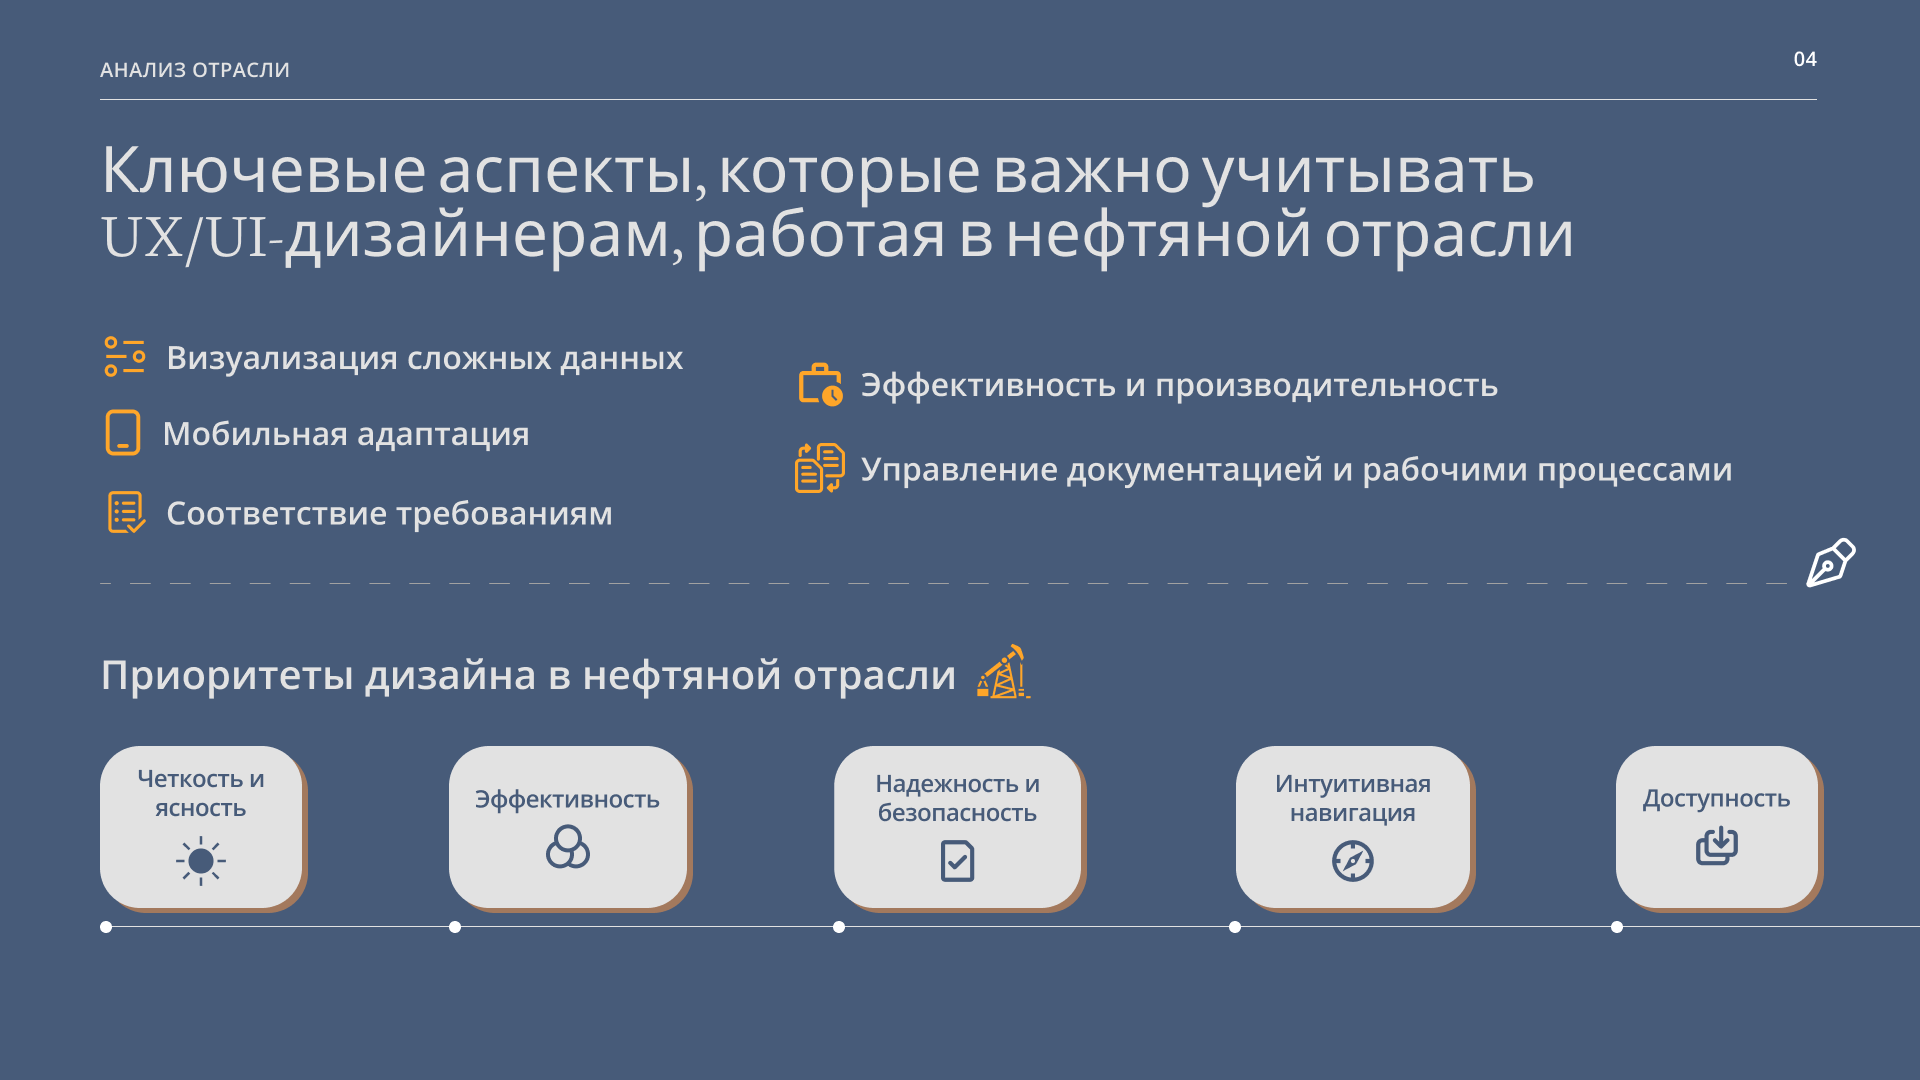 АНАЛИЗ ОТРАСЛИ
04
Ключевые аспекты, которые важно учитывать
UX/UI-дизайнерам, работая в нефтяной отрасли
Визуализация сложных данных
Мобильная адаптация
Соответствие требованиям
Эффективность и производительность
Управление документацией и рабочими процессами
Приоритеты дизайна в нефтяной отрасли
Четкость и
ясность
Эффективность
Надежность и
безопасность
Интуитивная
навигация
Доступность